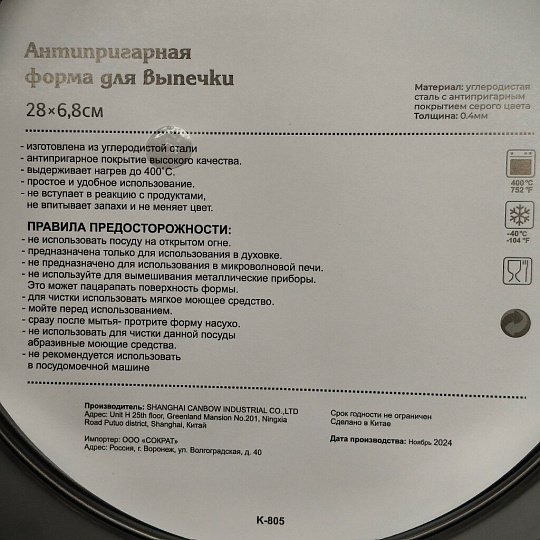 Антипригарная
форма для выпечки
28×6,8см
Материал: углеродистая
сталь с антипригарным
покрытием серого цвета
Толщина: 0.4мм
- изготовлена из углеродистой стали
- антипригарное покрытие высокого качества.
- выдерживает нагрев до 400°С.
- простое и удобное использование.
- не вступает в реакцию с продуктами,
не впитывает запахи и не меняет цвет.
400 °C
752 °F
-40°C
-104 °F
ПРАВИЛА ПРЕДОСТОРОЖНОСТИ:
- не использовать посуду на открытом огне.
- предназначена только для использования в духовке.
- не предназначено для использования в микроволновой печи.
- не используйте для вымешивания металлические приборы.
Это может пацарапать поверхность формы.
- для чистки использовать мягкое моющее средство.
- мойте перед использованием.
- сразу после мытья- протрите форму насухо.
- не использовать для чистки данной посуды
абразивные моющие средства.
- не рекомендуется использовать
в посудомоечной машине
Производитель: SHANGHAI CANBOW INDUSTRIAL CO.,LTD
Адрес: Unit H 25th floor, Greenland Mansion No.201, Ningxia
Road Putuo district, Shanghai, Китай
Импортер: ООО «СОКРАТ»
Адрес: Россия, г. Воронеж, ул. Волгоградская, д. 40
Срок годности не ограничен
Сделано в Китае
Дата производства: Ноябрь 2024
K-805